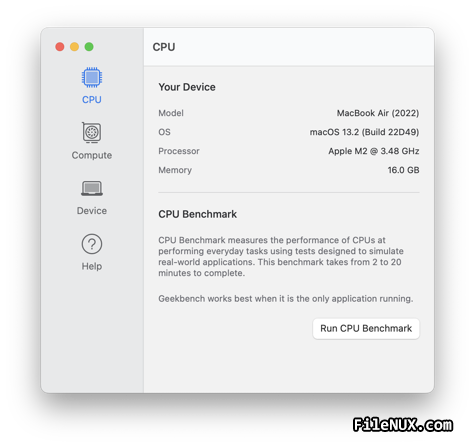 CPU
CPU
Compute
Device
Help
Your Device
Model MacBook Air (2022)
OS macOS 13.2 (Build 22D49)
Processor Apple M2 @ 3.48 GHz
Memory 16.0 GB
CPU Benchmark
CPU Benchmark measures the performance of CPUs at
performing everyday tasks using tests designed to simulate
real-world applications. This benchmark takes from 2 to 20
minutes to complete.
Geekbench works best when it is the only application running.
Run CPU Benchmark
FileNUX.com